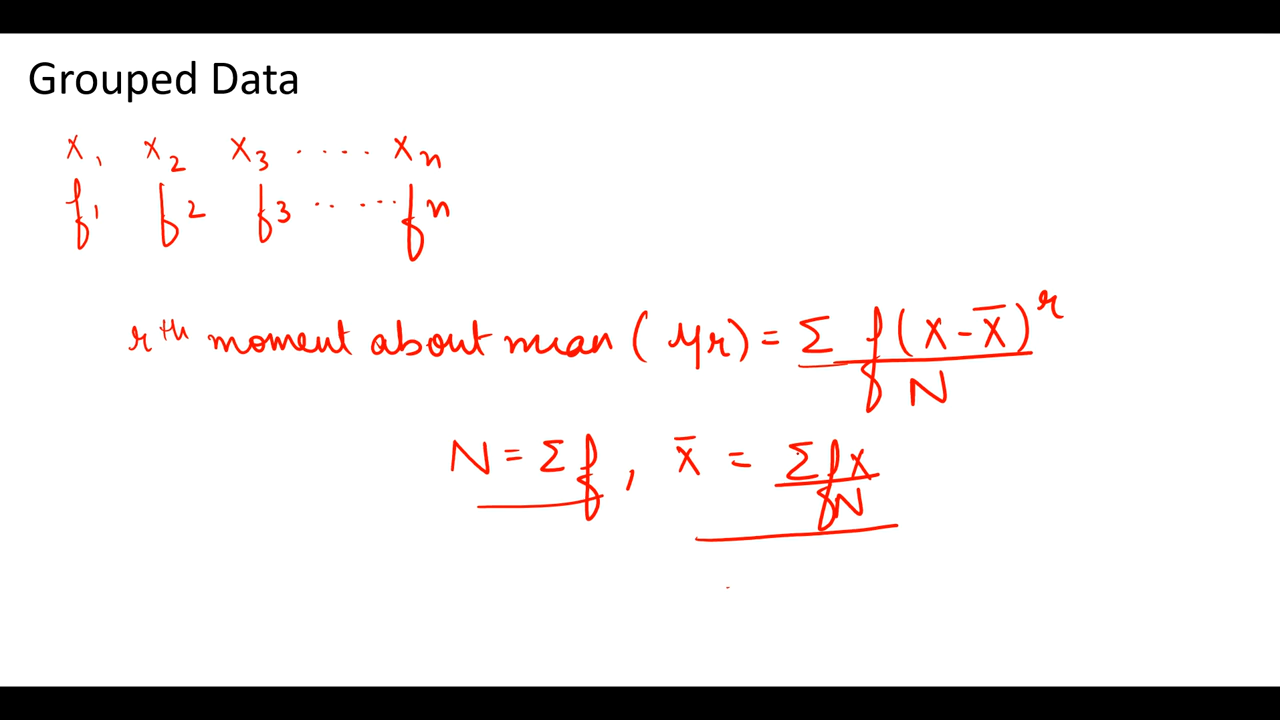 Grouped Data
x₁ x₂ x₃ .... xₙ
f₁ f₂ f₃ ..... fₙ
rᵗʰ moment about mean (μr) = Σ f(x - x̄)ʳ / N
N = Σf, x̄ = Σfx / N